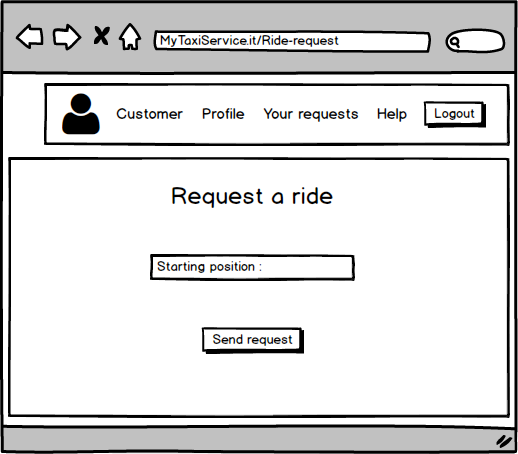 MyTaxiService.it/Ride-request
Customer Profile Your requests Help Logout
Request a ride
Starting position :
Send request